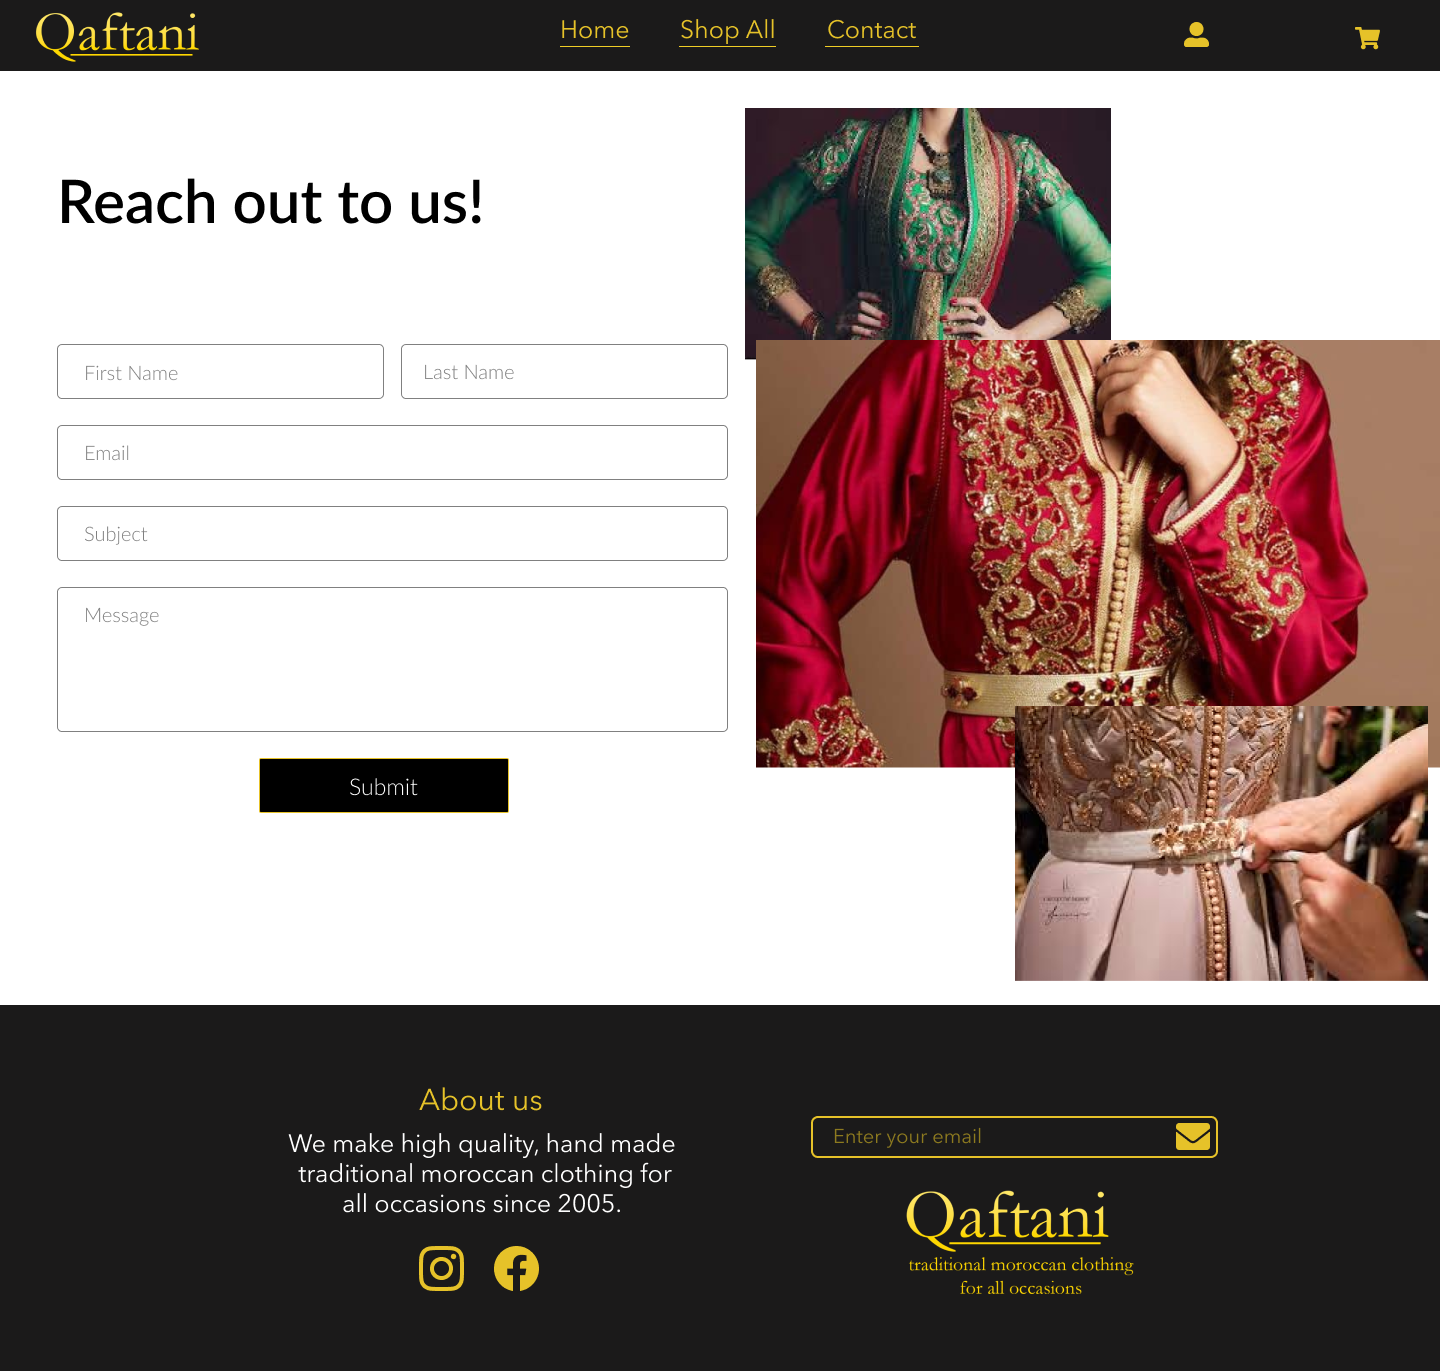 Qaftani
Home
Shop All
Contact
Reach out to us!
First Name
Last Name
Email
Subject
Message
Submit
About us
We make high quality, hand made
traditional moroccan clothing for
all occasions since 2005.
Enter your email
Qaftani
traditional moroccan clothing
for all occasions